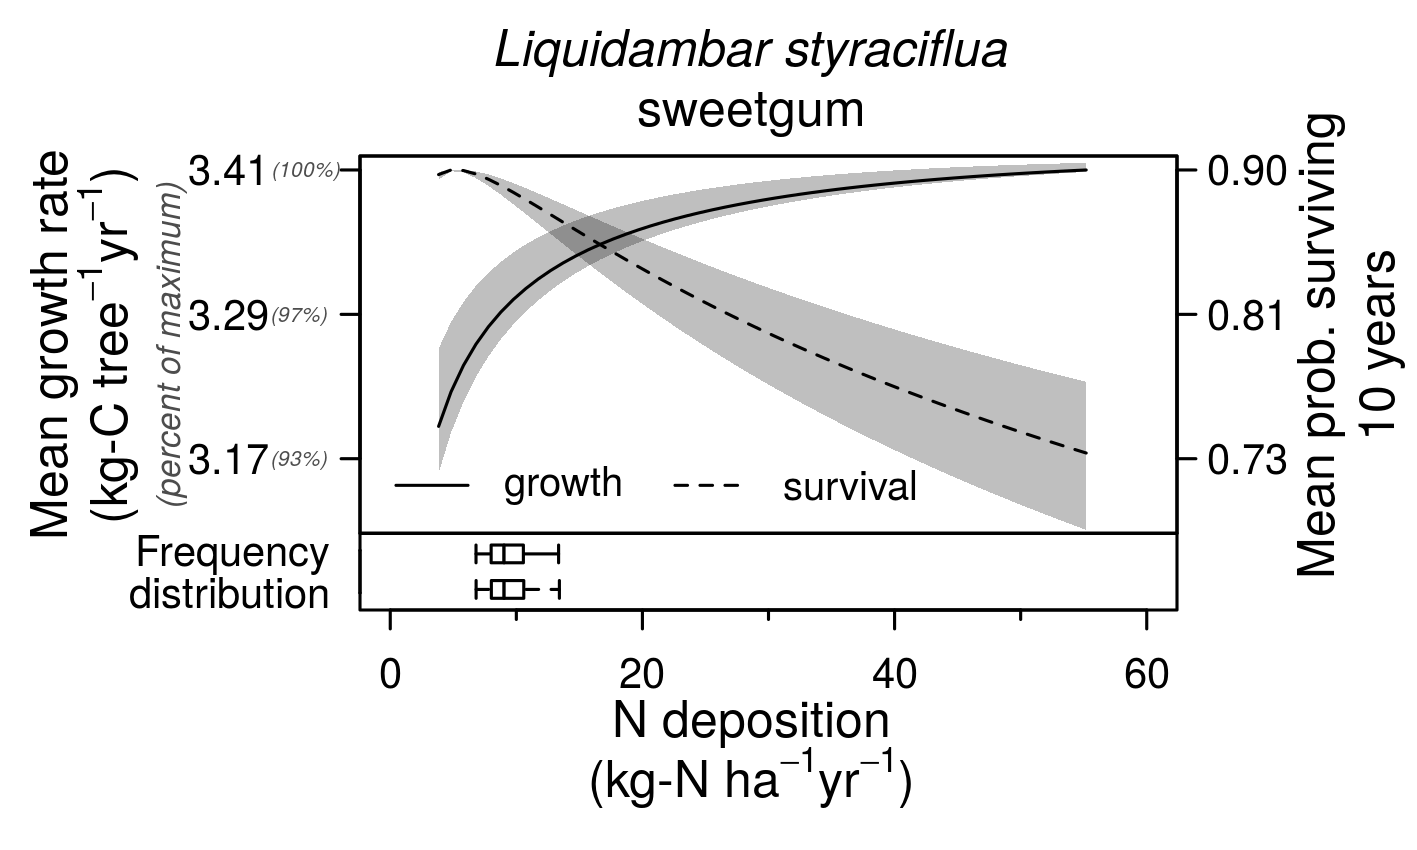 Liquidambar styraciflua
sweetgum
Mean growth rate
(kg-C tree⁻¹yr⁻¹)
(percent of maximum)
3.41 (100%)
3.29 (97%)
3.17 (93%)
growth
survival
0.90
0.81
0.73
Mean prob. surviving
10 years
Frequency
distribution
0 20 40 60
N deposition
(kg-N ha⁻¹yr⁻¹)